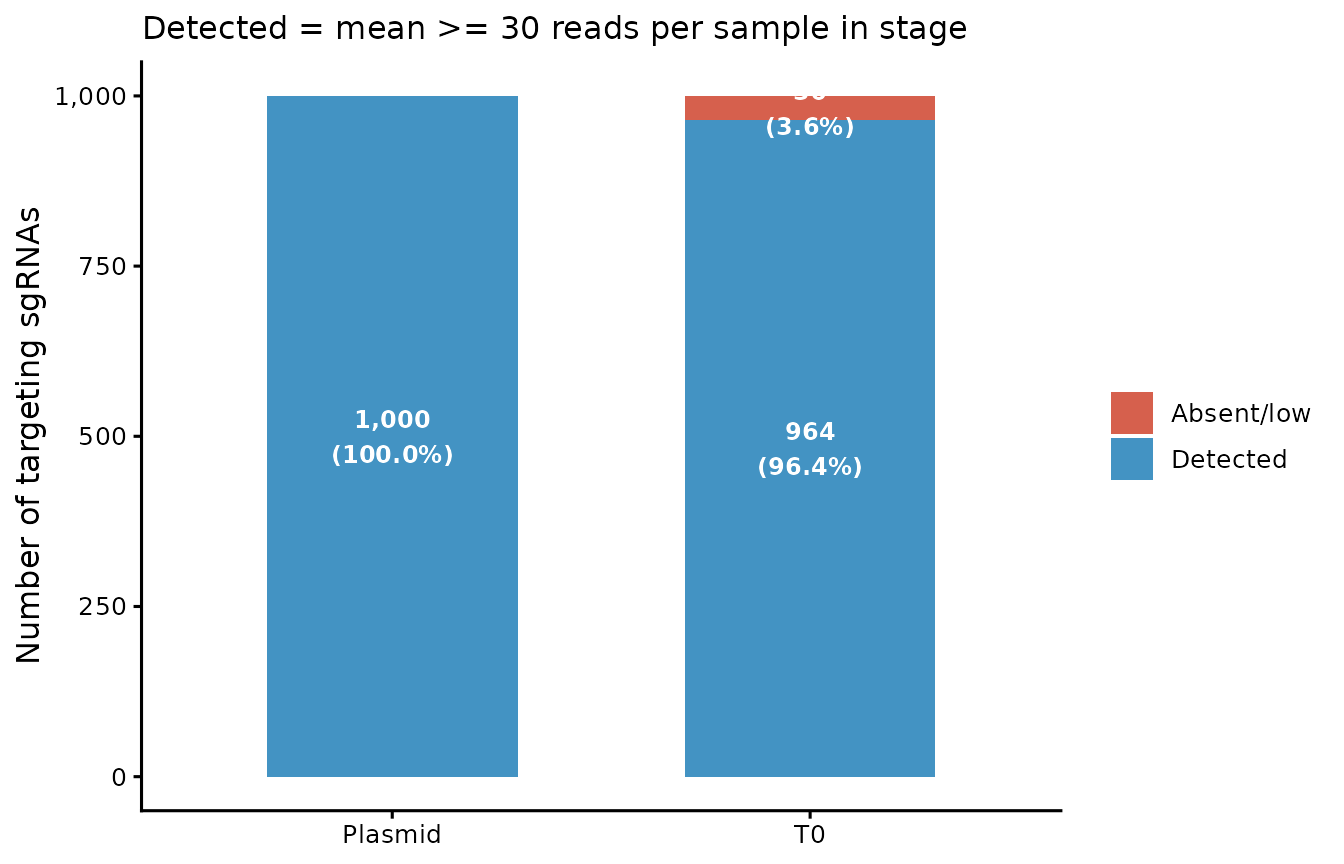 Detected = mean >= 30 reads per sample in stage
Number of targeting sgRNAs
1,000
750
500
250
0
1,000
(100.0%)
(3.6%)
964
(96.4%)
Plasmid
T0
Absent/low
Detected